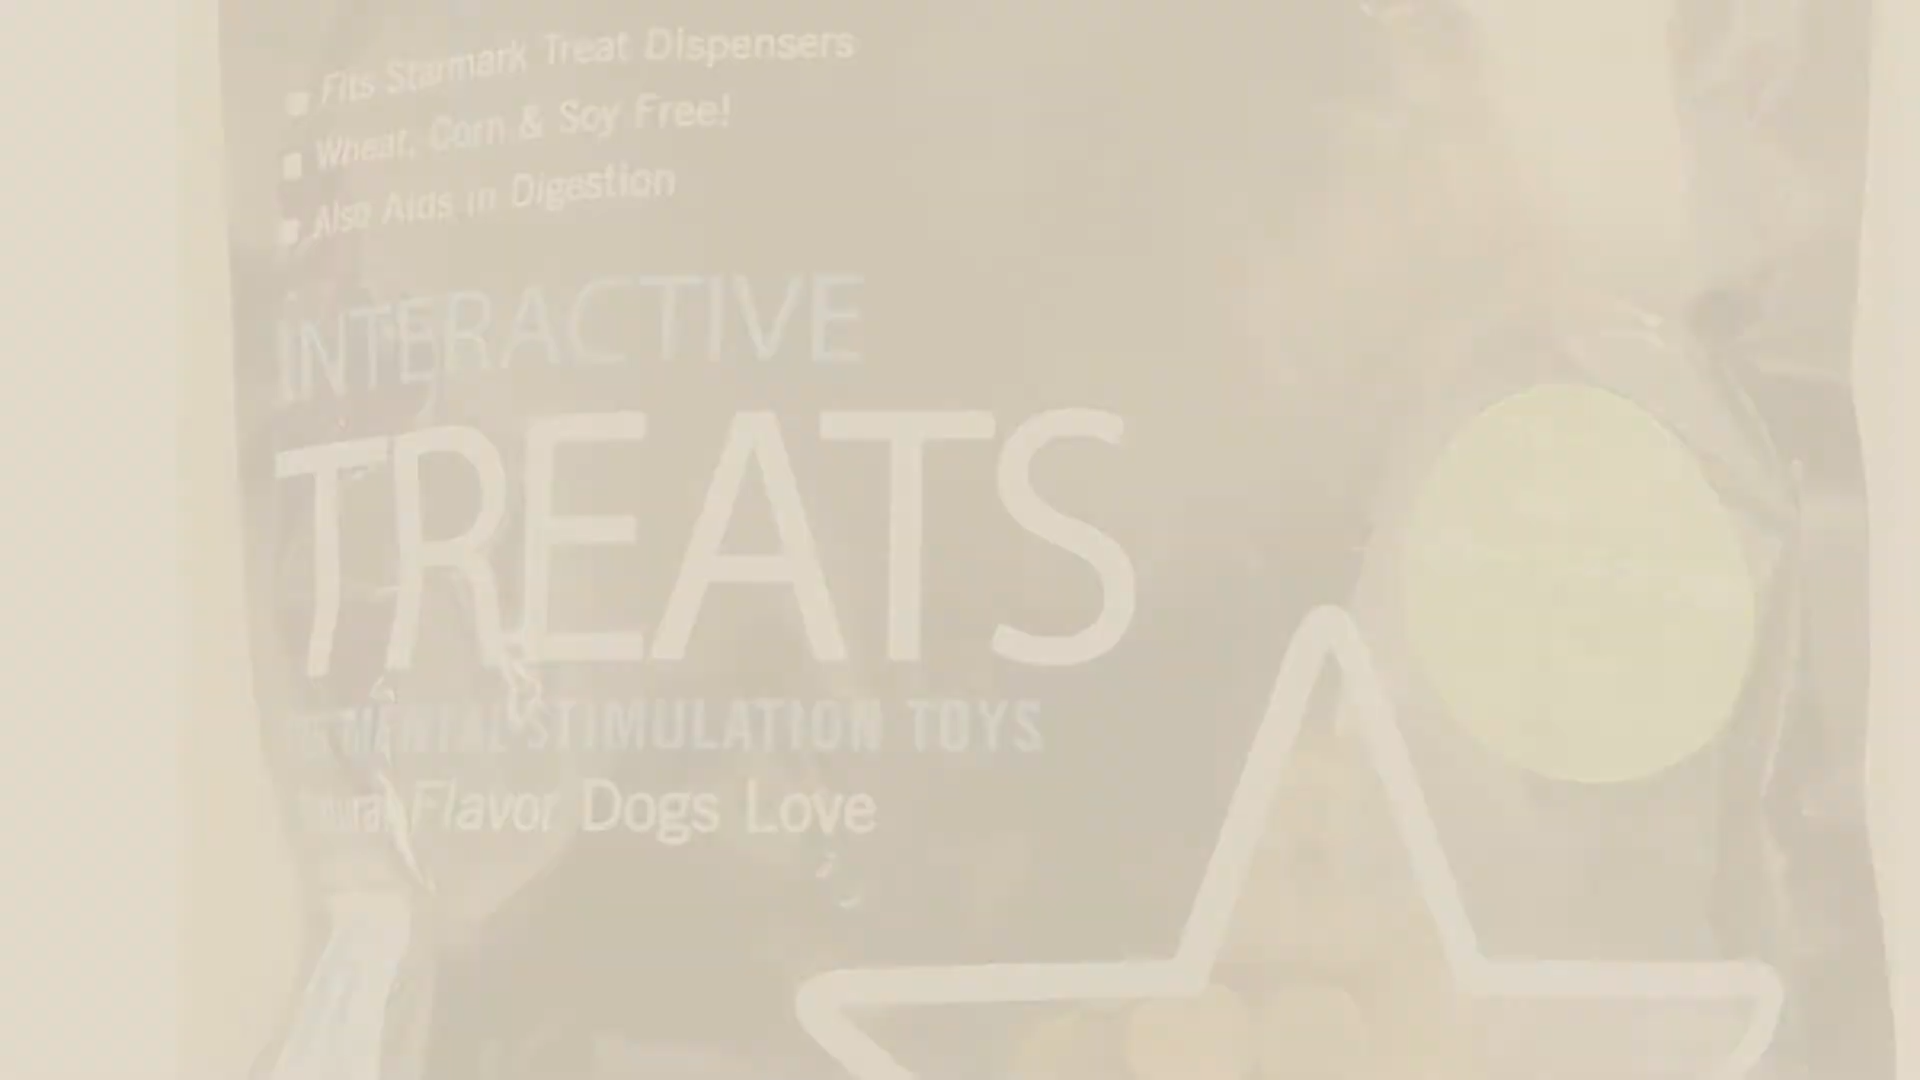 Fits Starmark Treat Dispensers
Wheat, Corn & Soy Free!
Also Aids in Digestion
INTERACTIVE
TREATS
MENTAL STIMULATION TOYS
Flavor Dogs Love